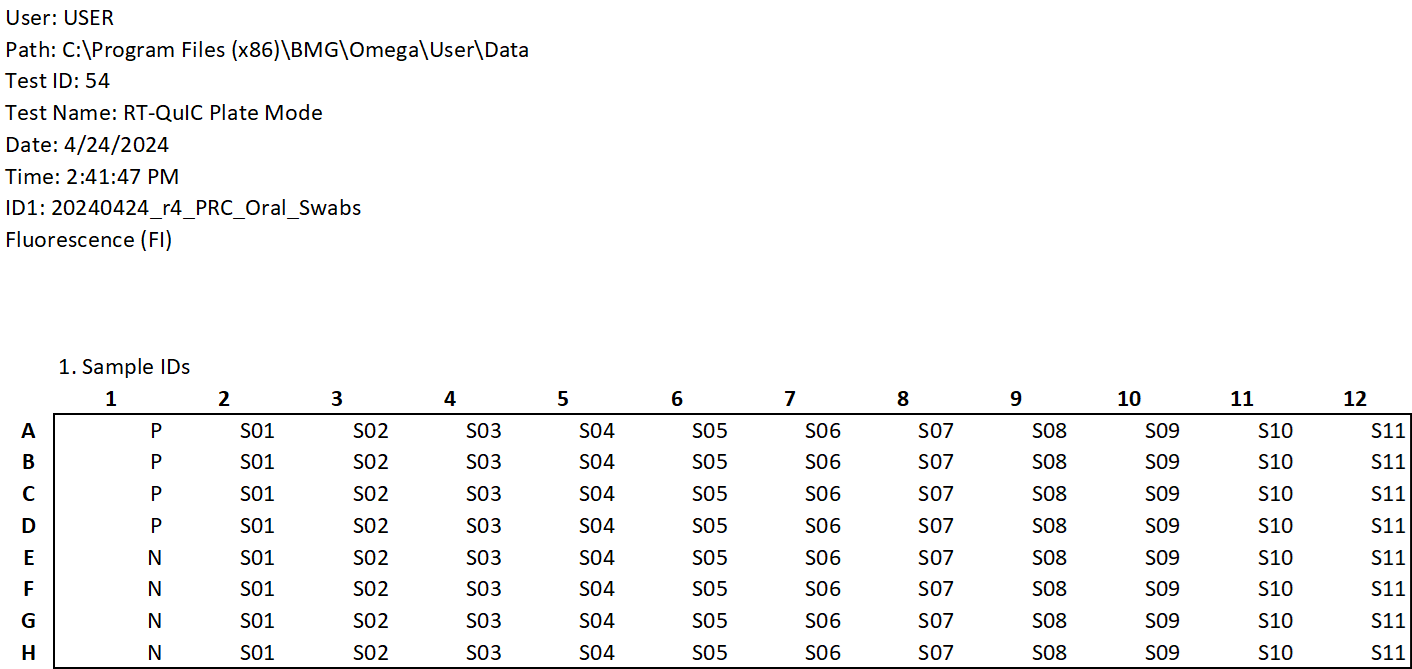 User: USER
Path: C:\Program Files (x86)\BMG\Omega\User\Data
Test ID: 54
Test Name: RT-QuIC Plate Mode
Date: 4/24/2024
Time: 2:41:47 PM
ID1: 20240424_r4_PRC_Oral_Swabs
Fluorescence (FI)
1. Sample IDs
1 2 3 4 5 6 7 8 9 10 11 12
A P S01 S02 S03 S04 S05 S06 S07 S08 S09 S10 S11
B P S01 S02 S03 S04 S05 S06 S07 S08 S09 S10 S11
C P S01 S02 S03 S04 S05 S06 S07 S08 S09 S10 S11
D P S01 S02 S03 S04 S05 S06 S07 S08 S09 S10 S11
E N S01 S02 S03 S04 S05 S06 S07 S08 S09 S10 S11
F N S01 S02 S03 S04 S05 S06 S07 S08 S09 S10 S11
G N S01 S02 S03 S04 S05 S06 S07 S08 S09 S10 S11
H N S01 S02 S03 S04 S05 S06 S07 S08 S09 S10 S11